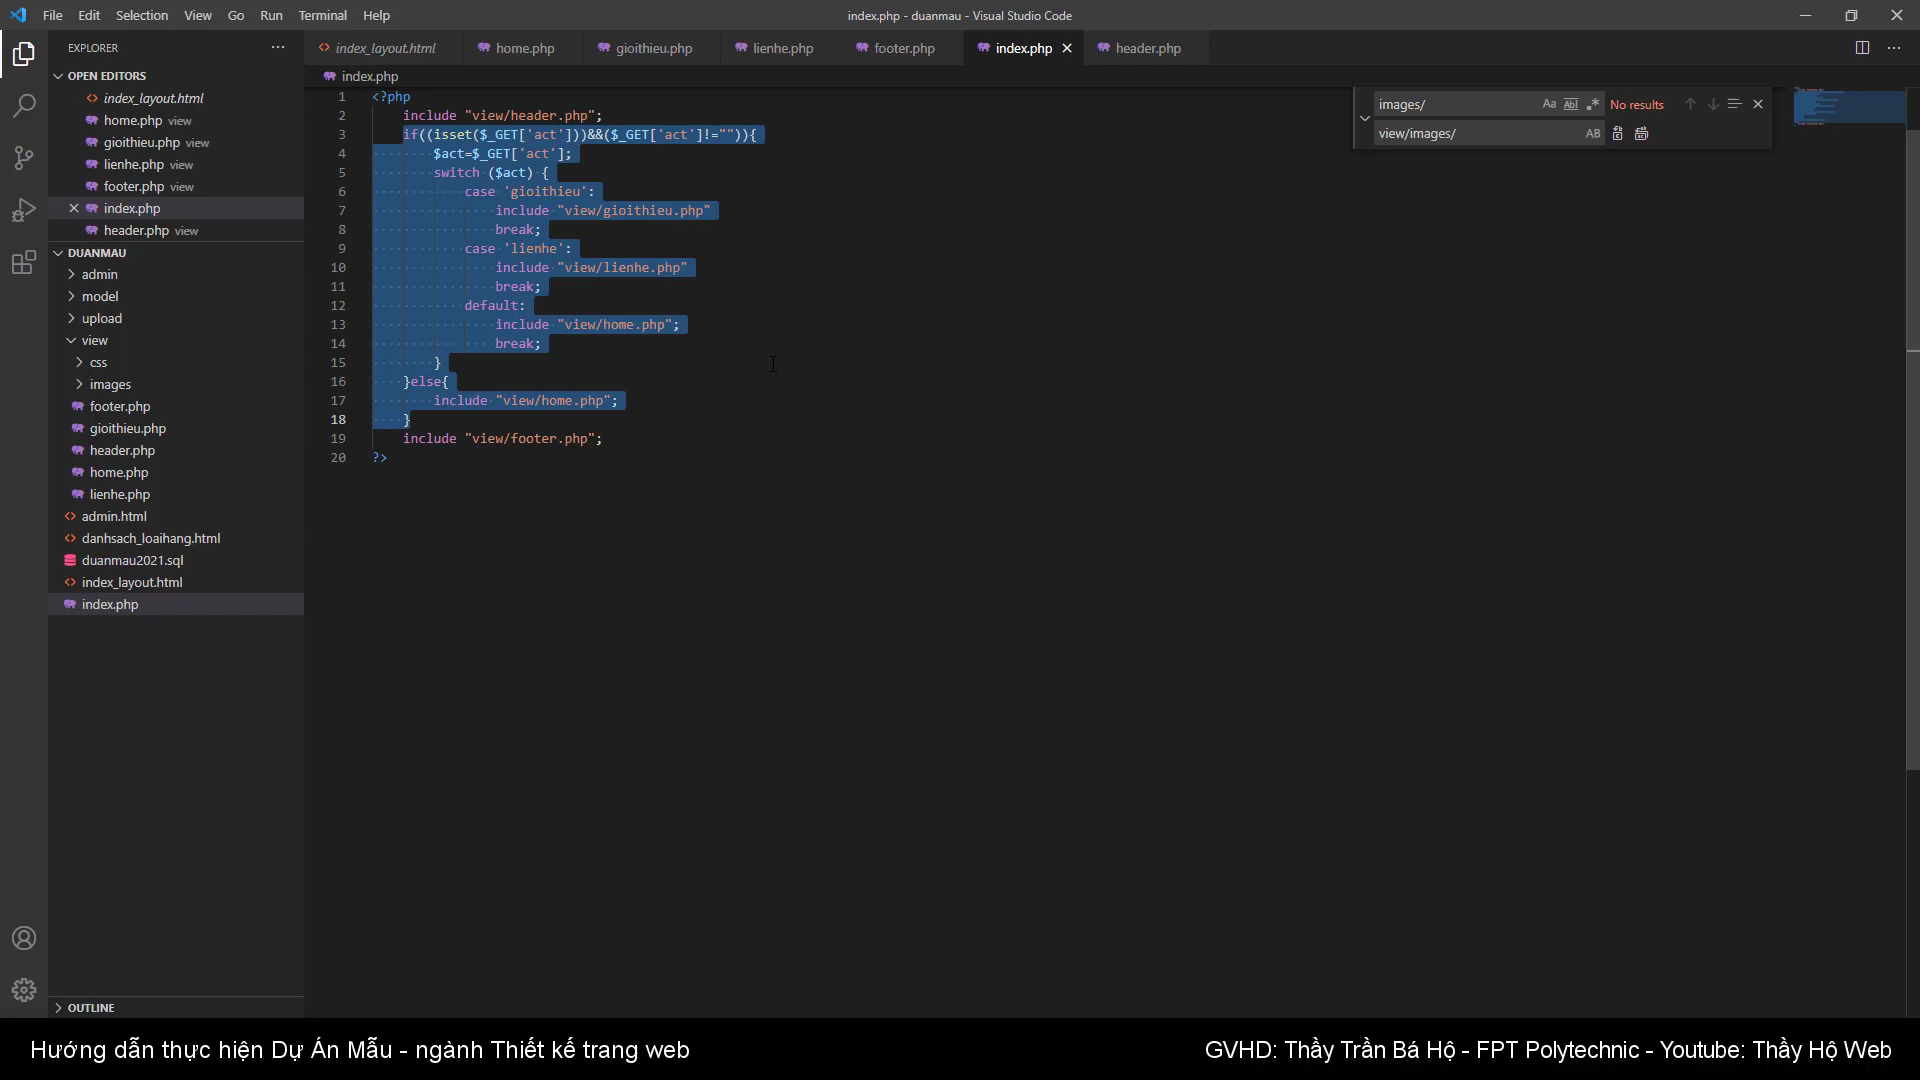 File Edit Selection View Go Run Terminal Help
index.php - duanmau - Visual Studio Code
EXPLORER
OPEN EDITORS
index_layout.html
home.php view
gioithieu.php view
lienhe.php view
footer.php view
index.php
header.php view
DUANMAU
admin
model
upload
view
css
images
footer.php
gioithieu.php
header.php
home.php
lienhe.php
admin.html
danhsach_loaihang.html
duanmau2021.sql
index_layout.html
index.php
OUTLINE
index_layout.html home.php gioithieu.php lienhe.php footer.php index.php header.php
index.php
1 <?php
2 include "view/header.php";
3 if((isset($_GET['act']))&&($_GET['act']!="")){
4 $act=$_GET['act'];
5 switch ($act) {
6 case 'gioithieu':
7 include "view/gioithieu.php"
8 break;
9 case 'lienhe':
10 include "view/lienhe.php"
11 break;
12 default:
13 include "view/home.php";
14 break;
15 }
16 }else{
17 include "view/home.php";
18 }
19 include "view/footer.php";
20 ?>
images/ Aa Abl .* No results
view/images/ AB
Hướng dẫn thực hiện Dự Án Mẫu - ngành Thiết kế trang web
GVHD: Thầy Trần Bá Hộ - FPT Polytechnic - Youtube: Thầy Hộ Web